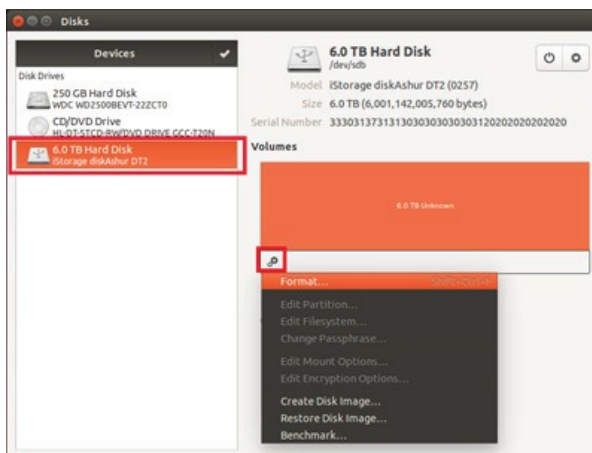 Disks
Devices
Disk Drives
250 GB Hard Disk
WDC WD2500BEVT-22ZCT0
CD/DVD Drive
HL-DT-STCD-RW/DVD DRIVE GCC-T20N
6.0 TB Hard Disk
iStorage diskAshur DT2
6.0 TB Hard Disk
/dev/sdb
Model iStorage diskAshur DT2 (0257)
Size 6.0 TB (6,001,142,005,760 bytes)
Serial Number
Volumes
6.0 TB Unknown
Format... Shift+Ctrl+F
Edit Partition...
Edit Filesystem...
Change Passphrase...
Edit Mount Options...
Edit Encryption Options...
Create Disk Image...
Restore Disk Image...
Benchmark...